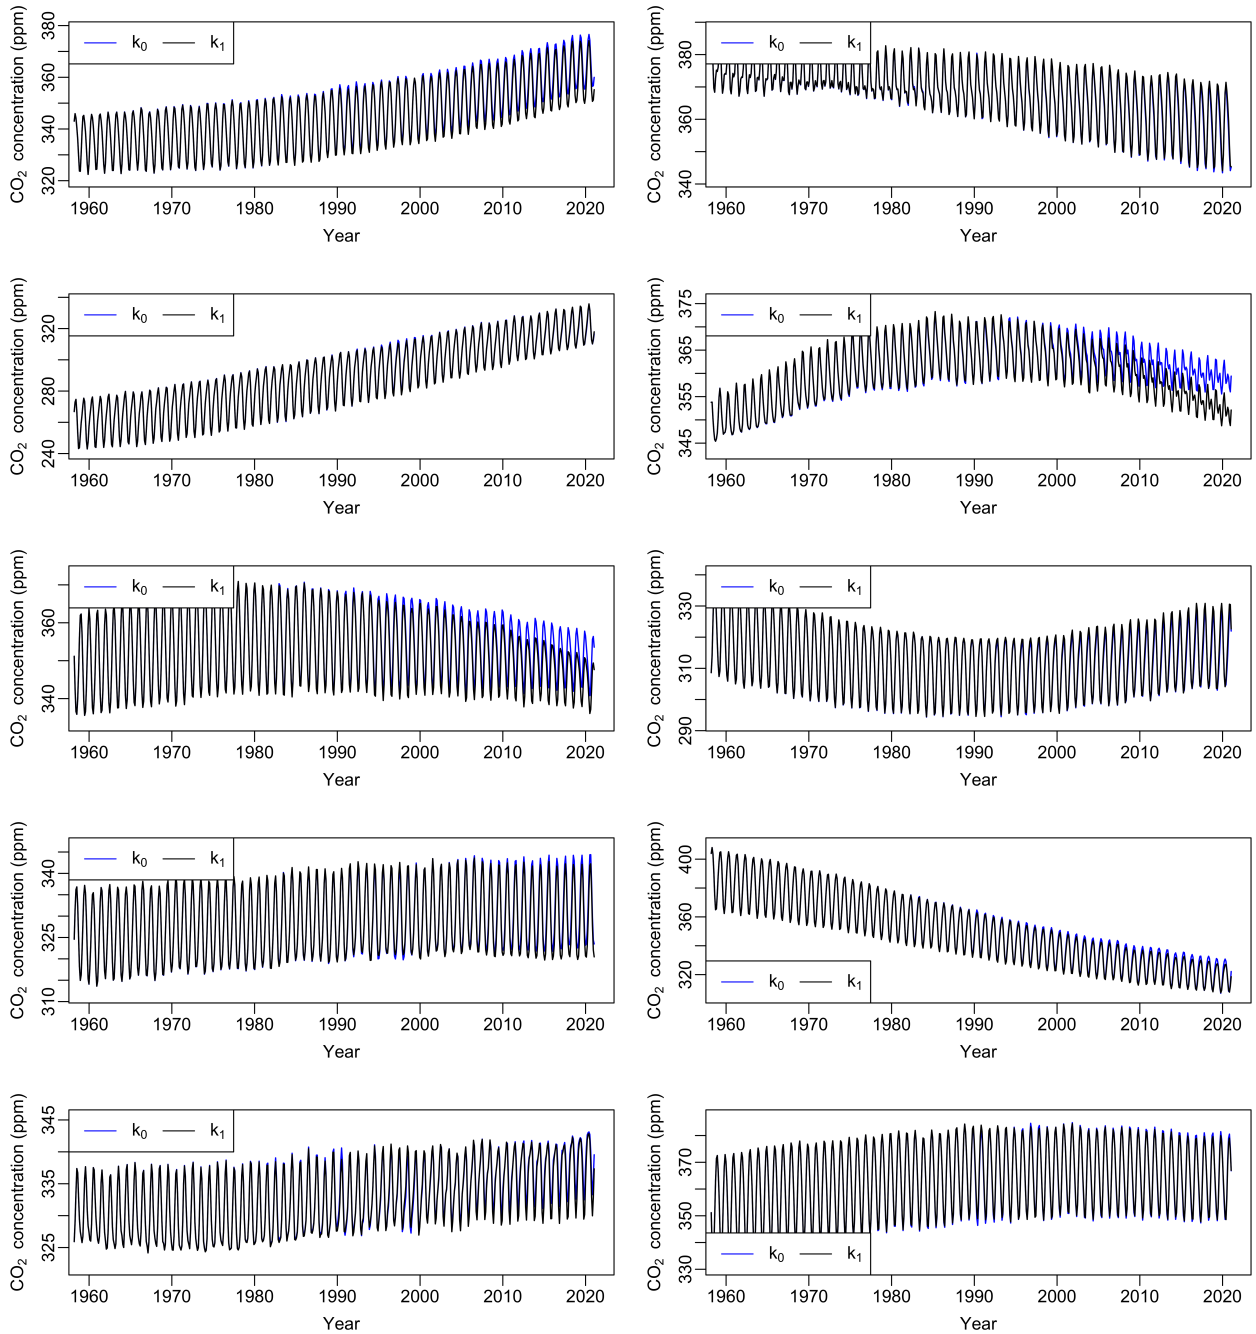 CO₂ concentration (ppm)
320 340 360 380
k₀ k₁
1960 1970 1980 1990 2000 2010 2020
Year
CO₂ concentration (ppm)
340 360 380
k₀ k₁
1960 1970 1980 1990 2000 2010 2020
Year
CO₂ concentration (ppm)
240 280 320
k₀ k₁
1960 1970 1980 1990 2000 2010 2020
Year
CO₂ concentration (ppm)
345 355 365 375
k₀ k₁
1960 1970 1980 1990 2000 2010 2020
Year
CO₂ concentration (ppm)
340 360
k₀ k₁
1960 1970 1980 1990 2000 2010 2020
Year
CO₂ concentration (ppm)
290 310 330
k₀ k₁
1960 1970 1980 1990 2000 2010 2020
Year
CO₂ concentration (ppm)
310 325 340
k₀ k₁
1960 1970 1980 1990 2000 2010 2020
Year
CO₂ concentration (ppm)
320 360 400
k₀ k₁
1960 1970 1980 1990 2000 2010 2020
Year
CO₂ concentration (ppm)
325 335 345
k₀ k₁
1960 1970 1980 1990 2000 2010 2020
Year
CO₂ concentration (ppm)
330 350 370
k₀ k₁
1960 1970 1980 1990 2000 2010 2020
Year